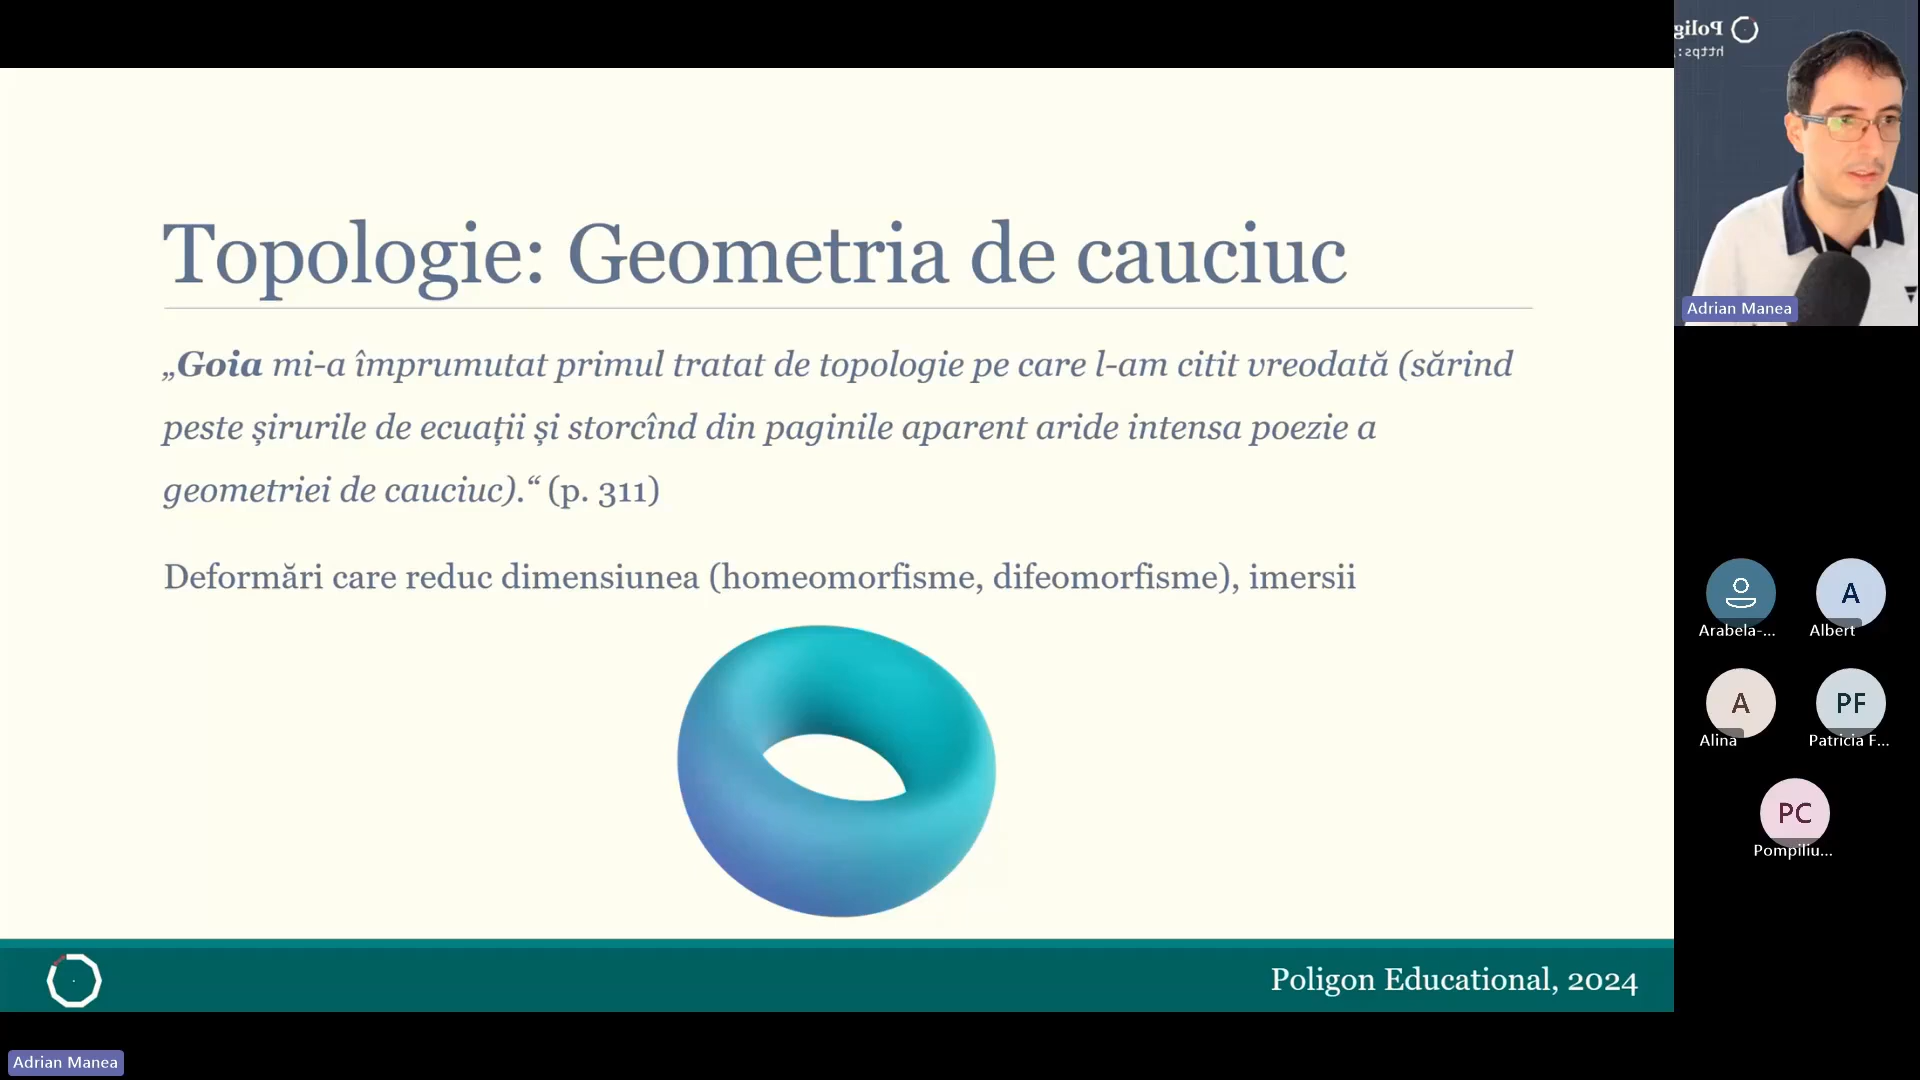 Topologie: Geometria de cauciuc
„Goia mi-a împrumutat primul tratat de topologie pe care l-am citit vreodată (sărind
peste șirurile de ecuații și storcînd din paginile aparent aride intensa poezie a
geometriei de cauciuc).“ (p. 311)
Deformări care reduc dimensiunea (homeomorfisme, difeomorfisme), imersii
Poligon Educational, 2024
Adrian Manea
Polig
https:
Adrian Manea
Arabela-...
A
Albert
A
Alina
PF
Patricia F...
PC
Pompiliu...